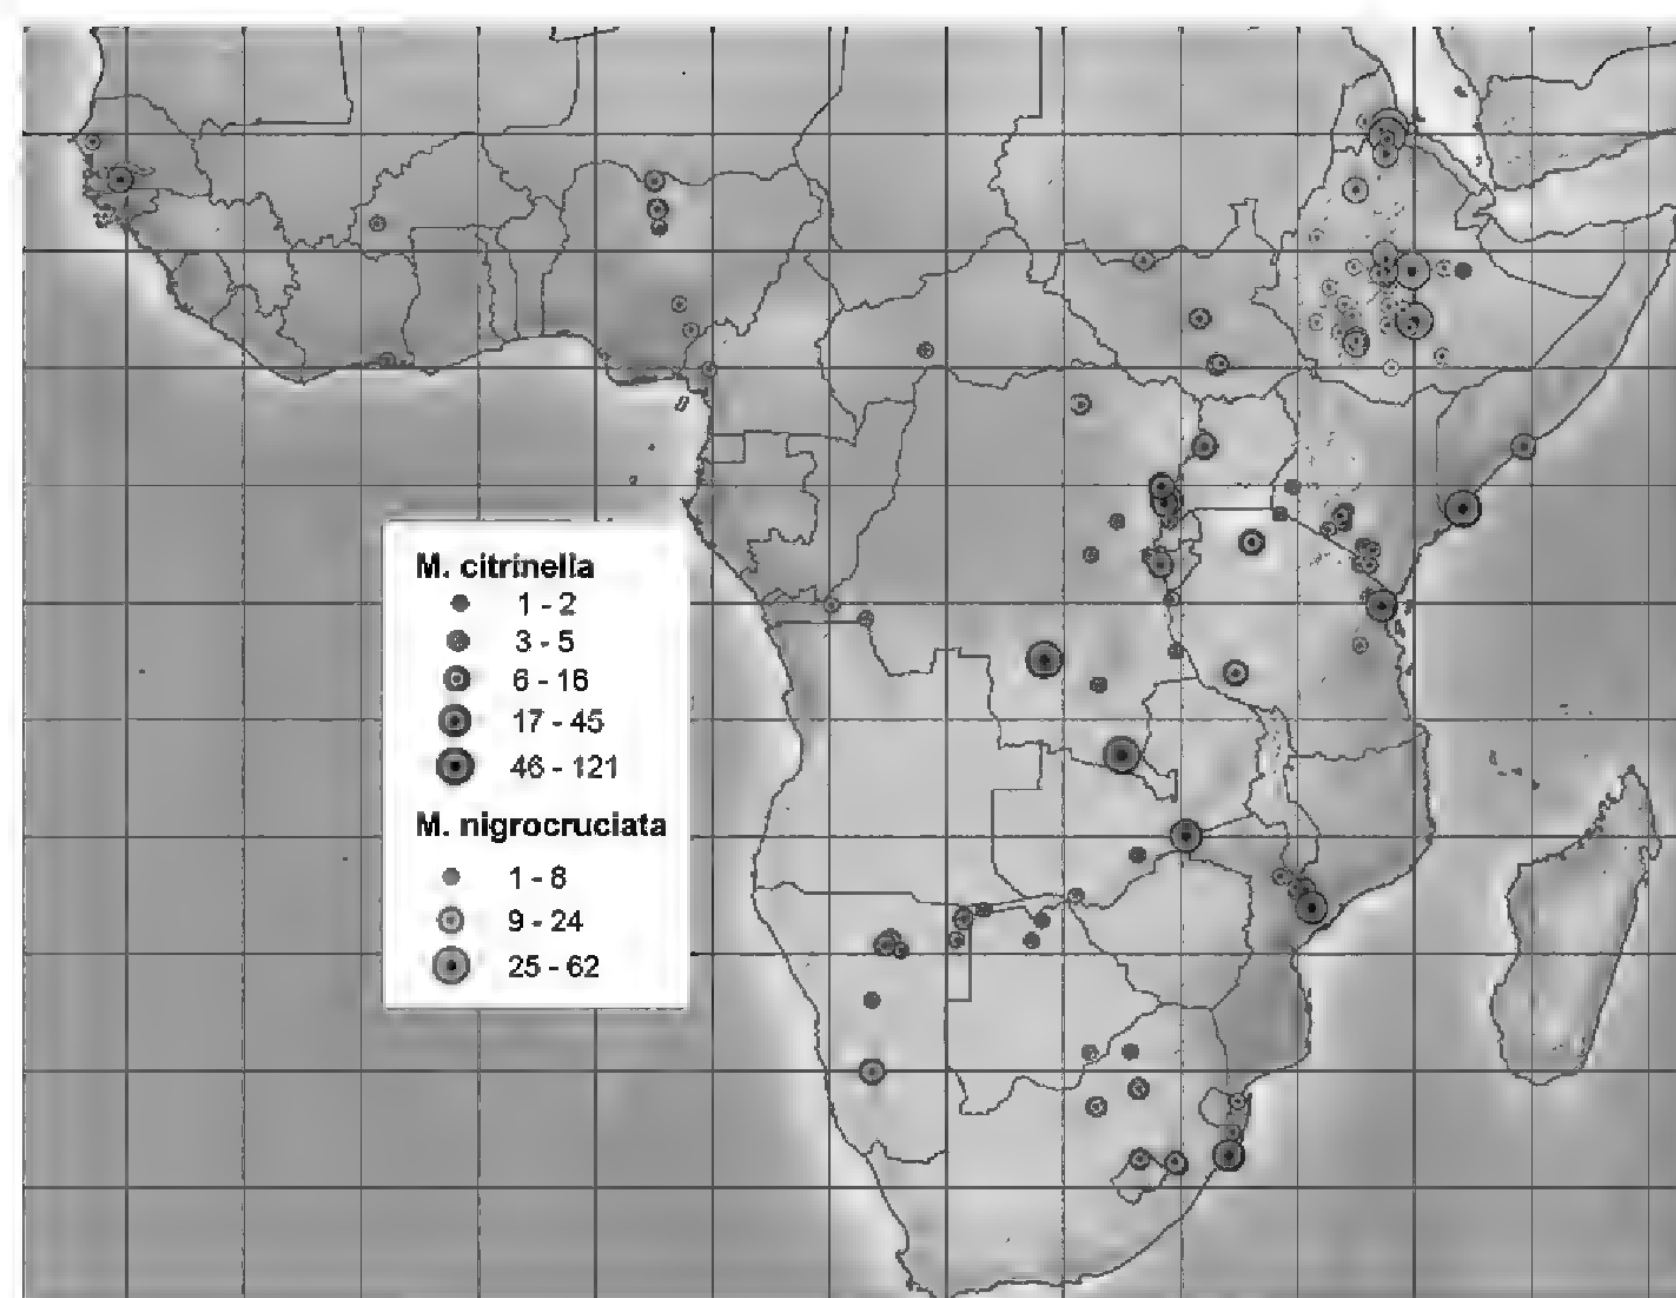 M. citrinella
1 - 2
3 - 5
6 - 16
17 - 45
46 - 121
M. nigrocruciata
1 - 8
9 - 24
25 - 62